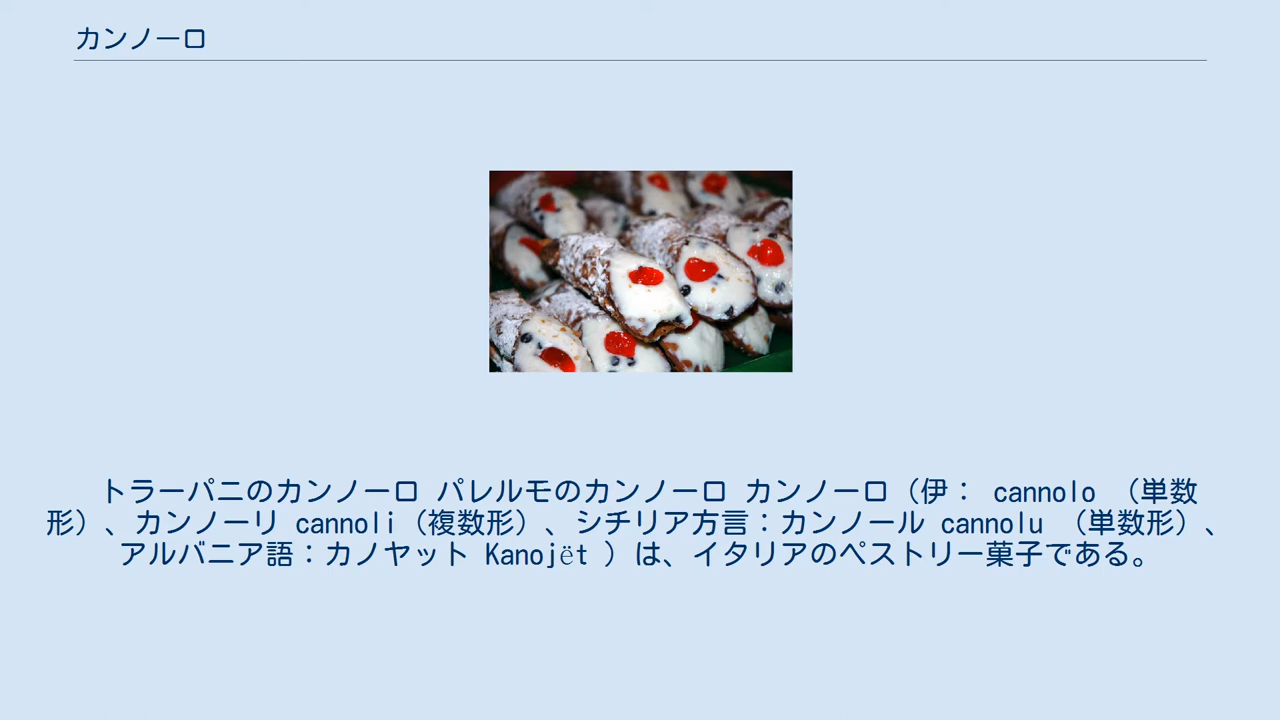 カンノーロ
トラーパニのカンノーロ パレルモのカンノーロ カンノーロ（伊： cannolo （単数
形）、カンノーリ cannoli（複数形）、シチリア方言：カンノール cannolu （単数形）、
アルバニア語：カノヤット Kanojët ）は、イタリアのペストリー菓子である。